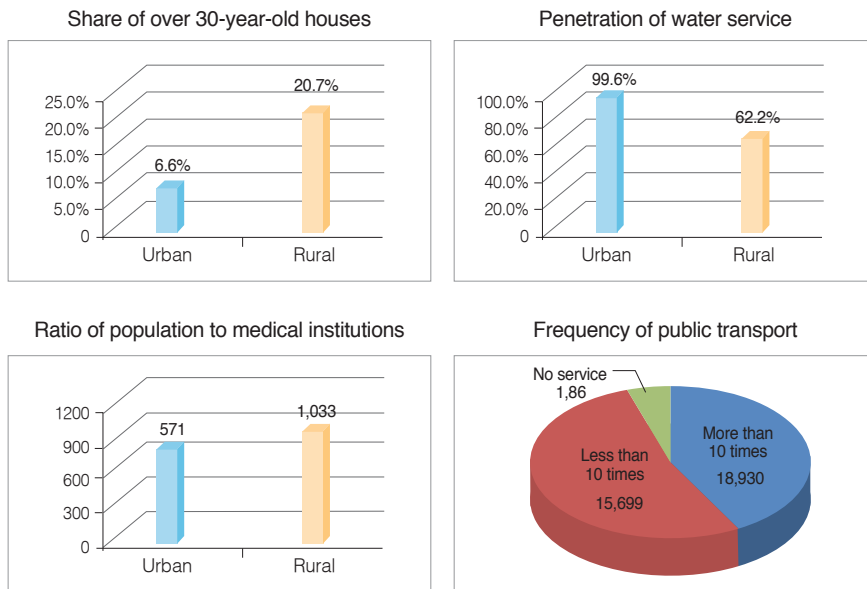 Share of over 30-year-old houses
25.0%
20.0%
15.0%
10.0%
5.0%
0
6.6%
20.7%
Urban
Rural
Penetration of water service
100.0%
80.0%
60.0%
40.0%
20.0%
0
99.6%
62.2%
Urban
Rural
Ratio of population to medical institutions
1200
900
600
300
0
571
1,033
Urban
Rural
Frequency of public transport
No service
1,86
Less than
10 times
15,699
More than
10 times
18,930